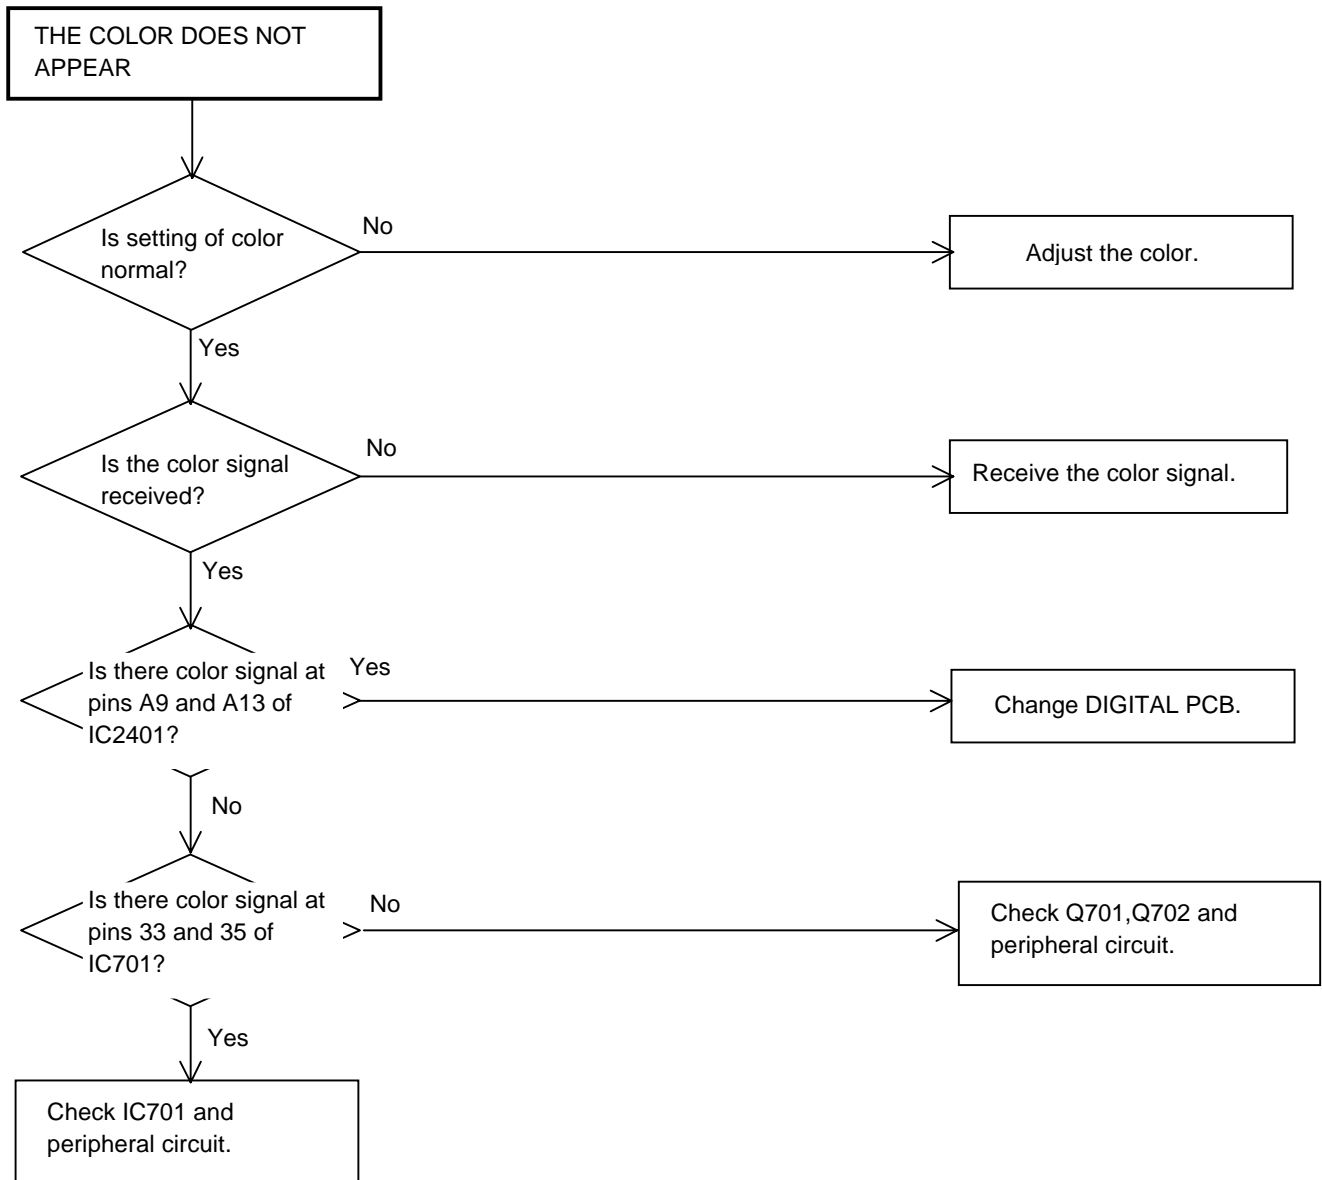 THE COLOR DOES NOT
APPEAR
Is setting of color
normal?
No
Adjust the color.
Yes
Is the color signal
received?
No
Receive the color signal.
Yes
Is there color signal at
pins A9 and A13 of
IC2401?
Yes
Change DIGITAL PCB.
No
Is there color signal at
pins 33 and 35 of
IC701?
No
Check Q701,Q702 and
peripheral circuit.
Yes
Check IC701 and
peripheral circuit.